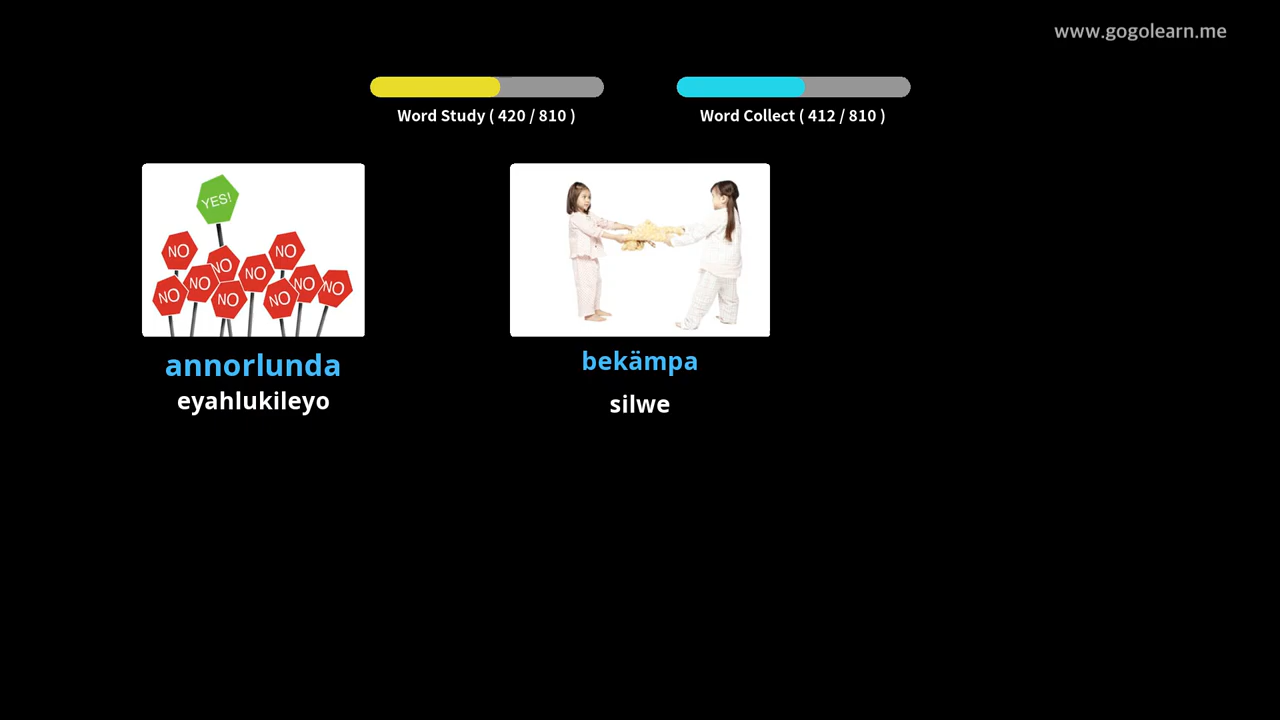 www.gogolearn.me
Word Study ( 420 / 810 )
Word Collect ( 412 / 810 )
YES!
NO
NO
NO
NO
NO
NO
NO
NO
NO
NO
annorlunda
eyahlukileyo
bekämpa
silwe